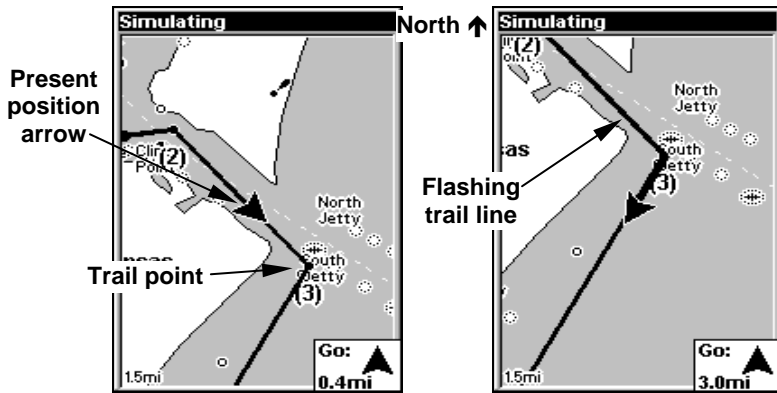 Simulating
North ↑
Simulating
Present
position
arrow
(2)
North
Jetty
South
Jetty
(3)
Trail point
1.5mi
Go:
0.4mi
(2)
North
Jetty
sas
South
Jetty
(3)
Flashing
trail line
1.5mi
Go:
3.0mi